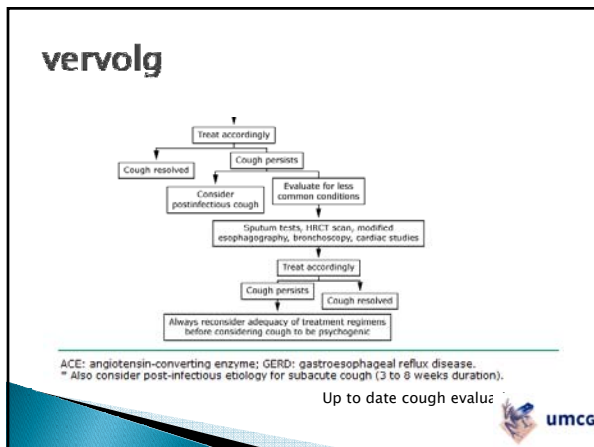 vervolg
Treat accordingly
Cough resolved
Cough persists
Consider
postinfectious cough
Evaluate for less
common conditions
Sputum tests, HRCT scan, modified
esophagography, bronchoscopy, cardiac studies
Treat accordingly
Cough persists
Cough resolved
Always reconsider adequacy of treatment regimens
before considering cough to be psychogenic
ACE: angiotensin-converting enzyme; GERD: gastroesophageal reflux disease.
* Also consider post-infectious etiology for subacute cough (3 to 8 weeks duration).
Up to date cough evalua
umcg